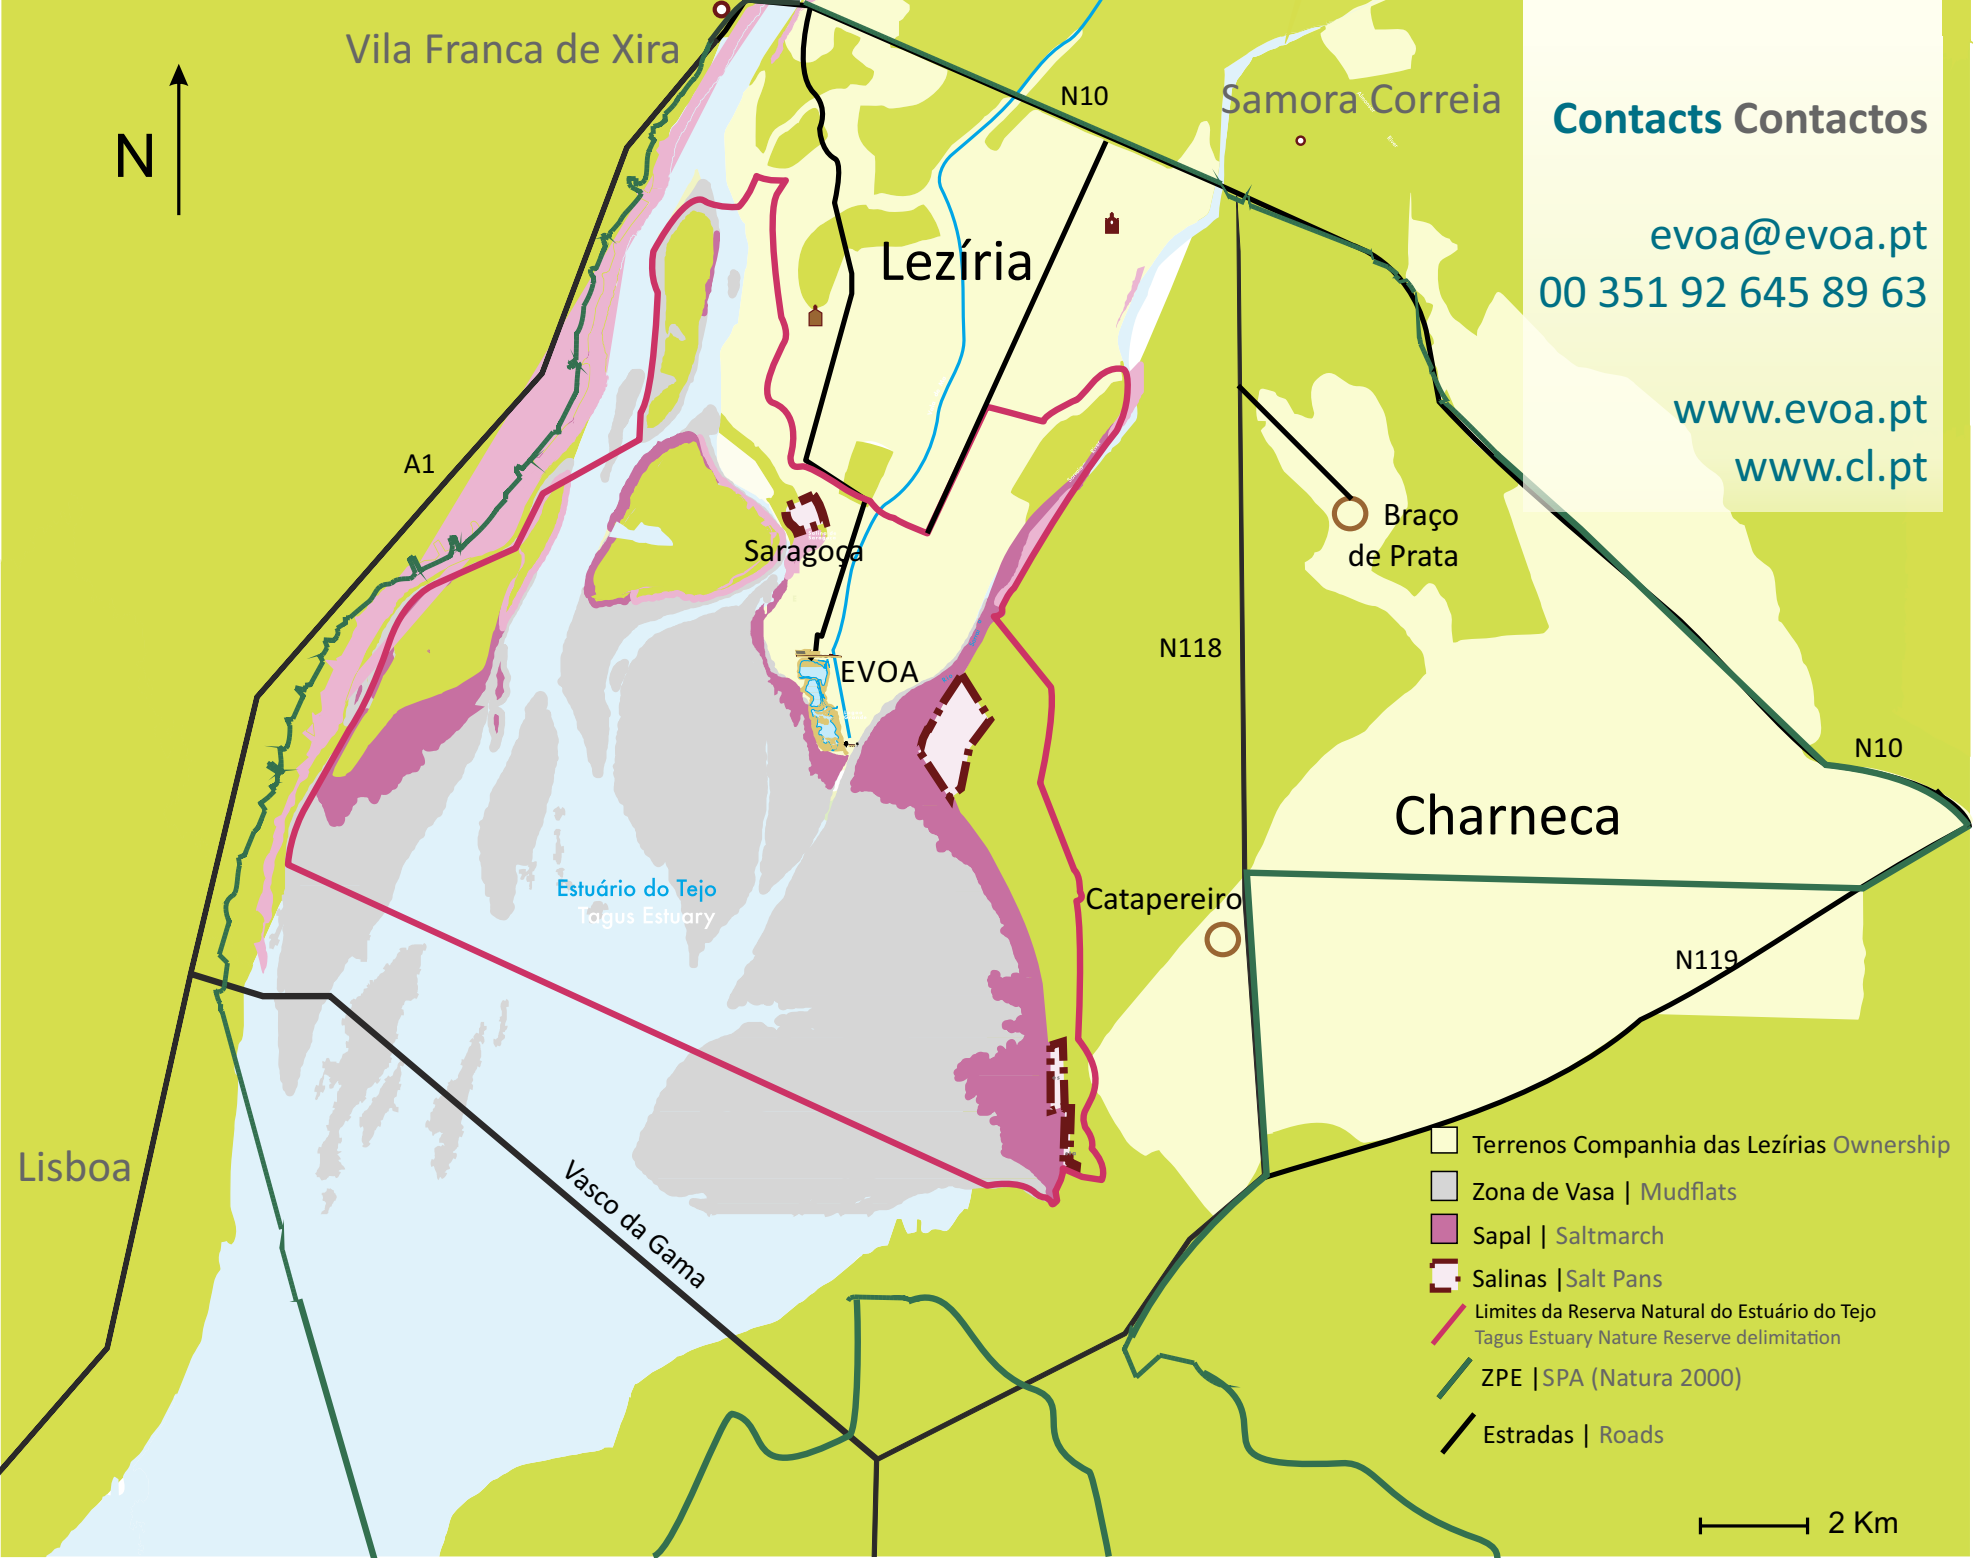 Vila Franca de Xira
N
N10
Samora Correia
Contacts Contactos
evoa@evoa.pt
00 351 92 645 89 63
www.evoa.pt
www.cl.pt
Lezíria
A1
Braço
de Prata
Saragoça
N118
EVOA
N10
Charneca
Estuário do Tejo
Tagus Estuary
Catapereiro
N119
Lisboa
Vasco da Gama
Terrenos Companhia das Lezírias Ownership
Zona de Vasa | Mudflats
Sapal | Saltmarch
Salinas |Salt Pans
Limites da Reserva Natural do Estuário do Tejo
Tagus Estuary Nature Reserve delimitation
ZPE |SPA (Natura 2000)
Estradas | Roads
2 Km